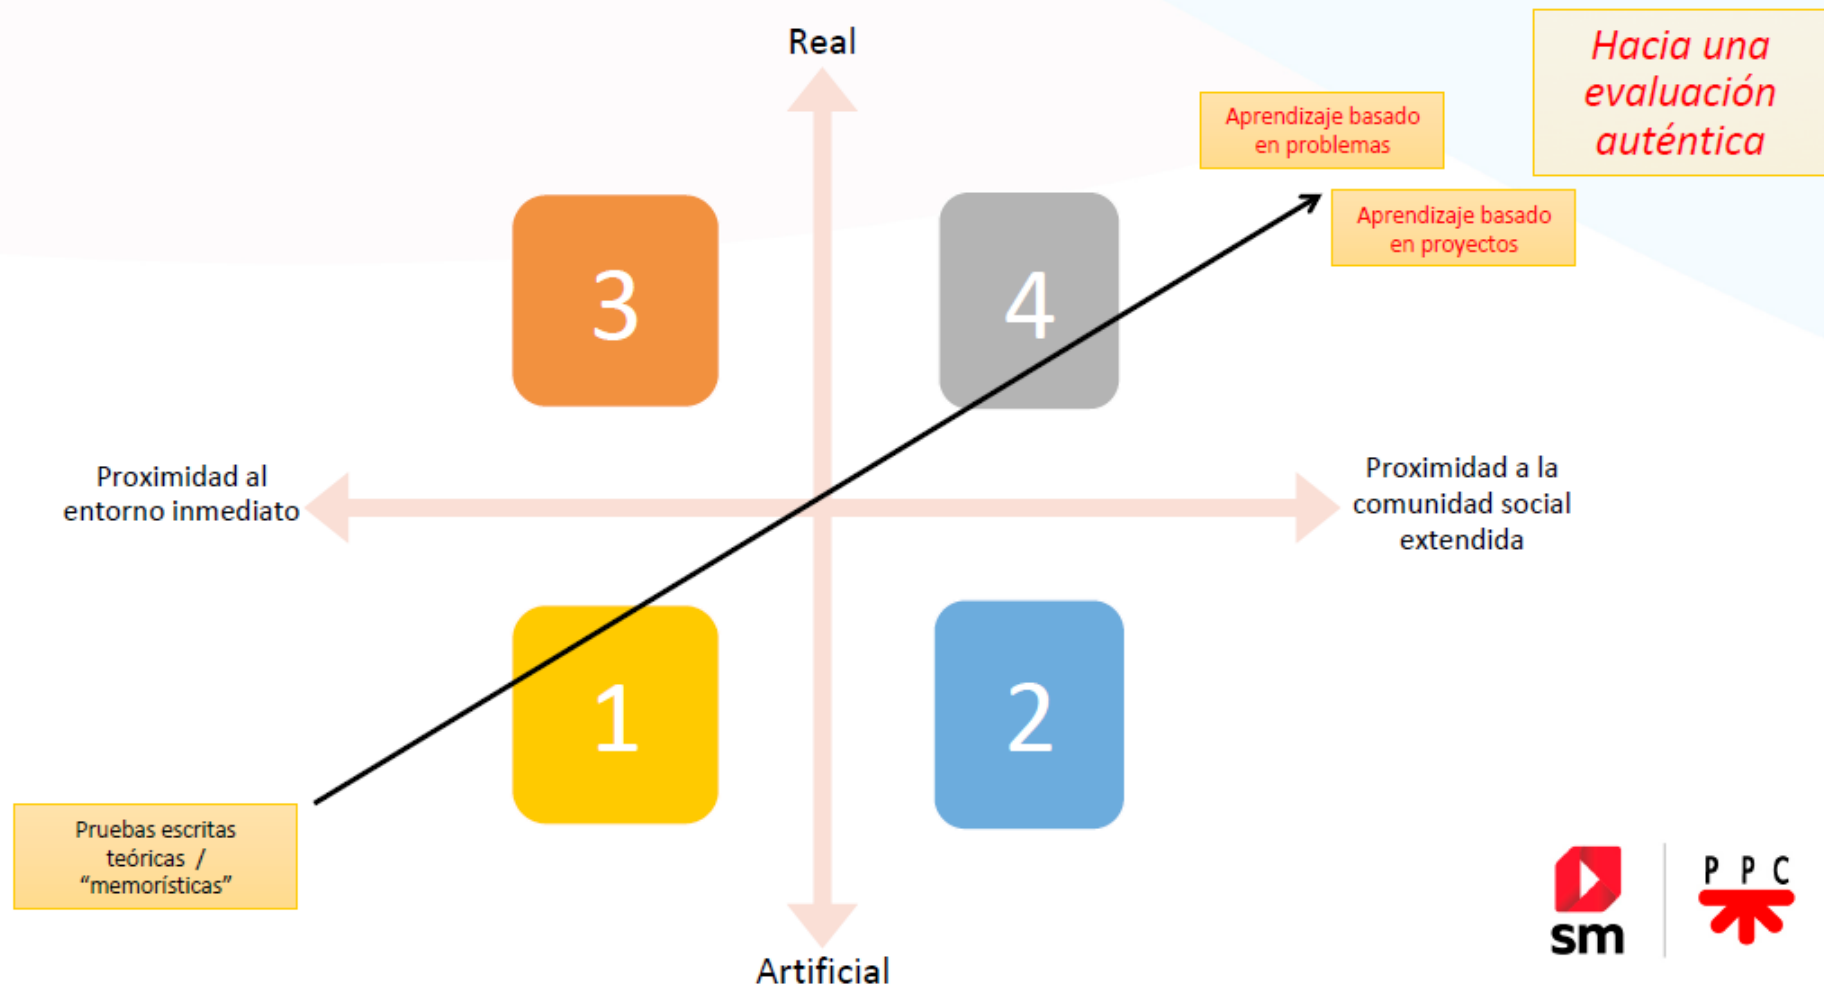 Real
Hacia una
evaluación
auténtica
Aprendizaje basado
en problemas
Aprendizaje basado
en proyectos
3
4
Proximidad al
entorno inmediato
Proximidad a la
comunidad social
extendida
1
2
Pruebas escritas
teóricas /
“memorísticas”
Artificial
sm
PPC